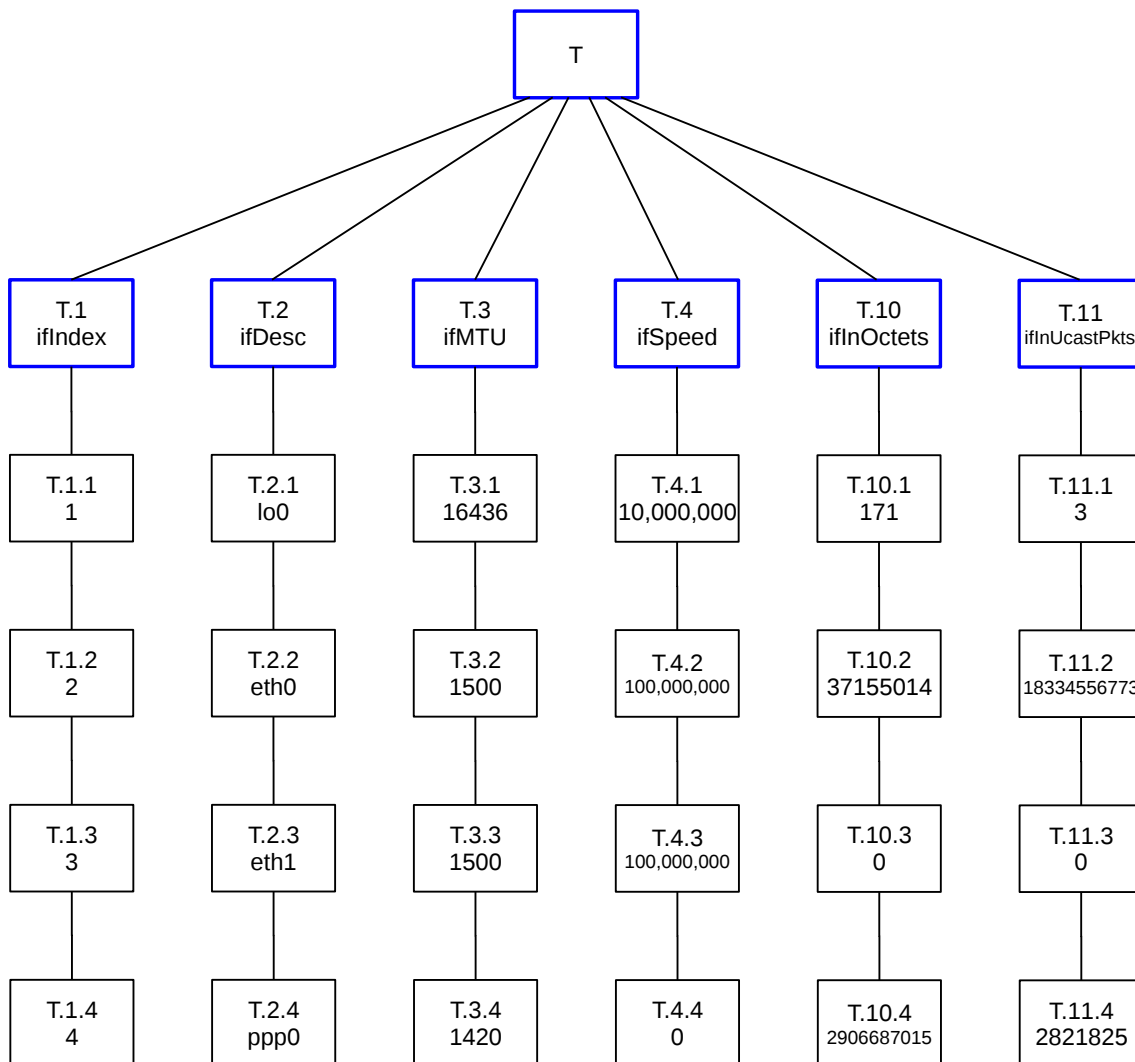 T
T.1
ifIndex
T.2
ifDesc
T.3
ifMTU
T.4
ifSpeed
T.10
ifInOctets
T.11
ifInUcastPkts
T.1.1
1
T.2.1
lo0
T.3.1
16436
T.4.1
10,000,000
T.10.1
171
T.11.1
3
T.1.2
2
T.2.2
eth0
T.3.2
1500
T.4.2
100,000,000
T.10.2
37155014
T.11.2
18334556773
T.1.3
3
T.2.3
eth1
T.3.3
1500
T.4.3
100,000,000
T.10.3
0
T.11.3
0
T.1.4
4
T.2.4
ppp0
T.3.4
1420
T.4.4
0
T.10.4
2906687015
T.11.4
2821825